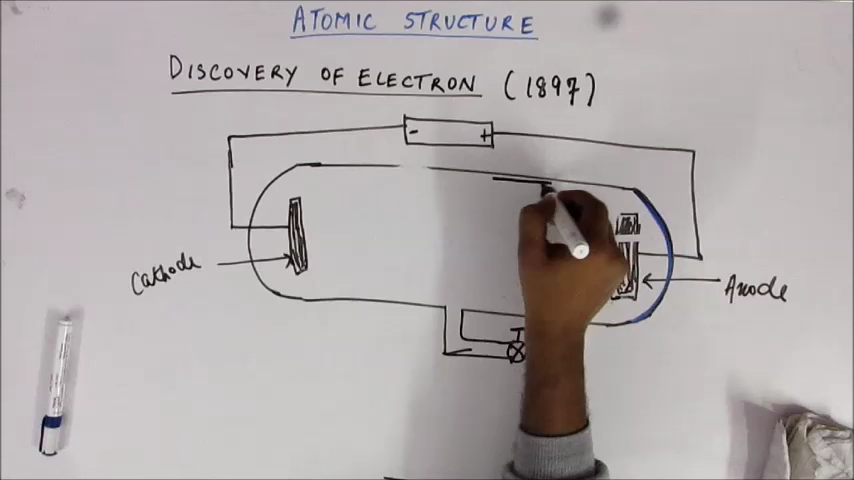 ATOMIC STRUCTURE
DISCOVERY OF ELECTRON (1897)
- +
Cathode
Anode